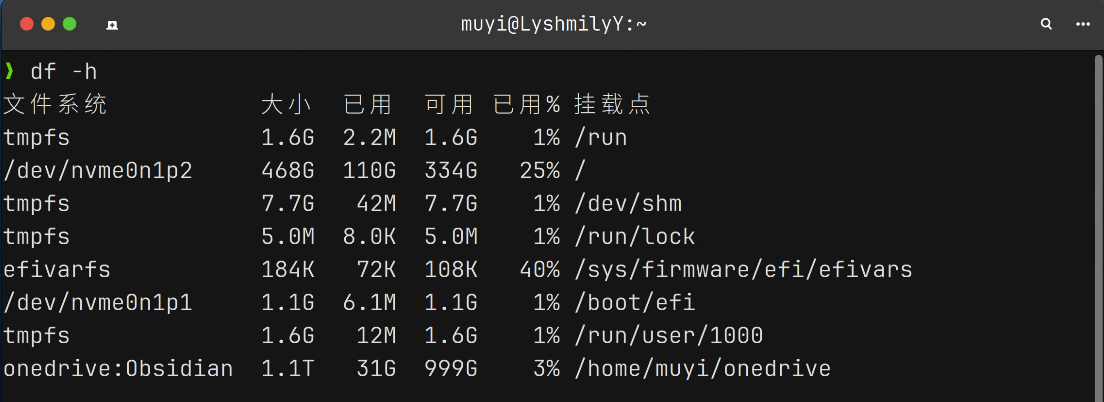 muyi@LyshmilyY:~
❯ df -h
文件系统 大小 已用 可用 已用% 挂载点
tmpfs 1.6G 2.2M 1.6G 1% /run
/dev/nvme0n1p2 468G 110G 334G 25% /
tmpfs 7.7G 42M 7.7G 1% /dev/shm
tmpfs 5.0M 8.0K 5.0M 1% /run/lock
efivarfs 184K 72K 108K 40% /sys/firmware/efi/efivars
/dev/nvme0n1p1 1.1G 6.1M 1.1G 1% /boot/efi
tmpfs 1.6G 12M 1.6G 1% /run/user/1000
onedrive:Obsidian 1.1T 31G 999G 3% /home/muyi/onedrive